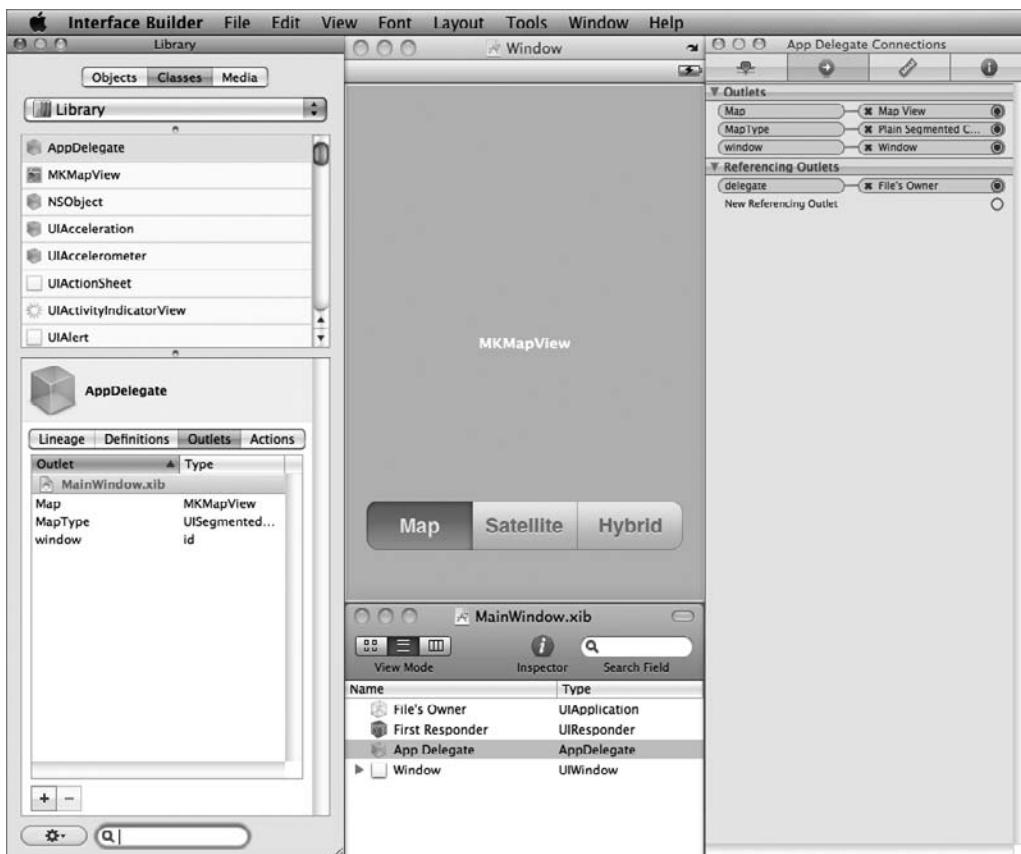 Interface Builder File Edit View Font Layout Tools Window Help
Library
Objects Classes Media
Library
AppDelegate
MKMapView
NSObject
UIAcceleration
UIAccelerometer
UIActionSheet
UIActivityIndicatorView
UIAlert
AppDelegate
Lineage Definitions Outlets Actions
Outlet Type
MainWindow.xib
Map MKMapView
MapType UISegmented...
window id
Window
MKMapView
Map Satellite Hybrid
MainWindow.xib
View Mode Inspector Search Field
Name Type
File's Owner UIApplication
First Responder UIResponder
App Delegate AppDelegate
Window UIWindow
App Delegate Connections
Outlets
Map Map View
MapType Plain Segmented C...
window Window
Referencing Outlets
delegate File's Owner
New Referencing Outlet